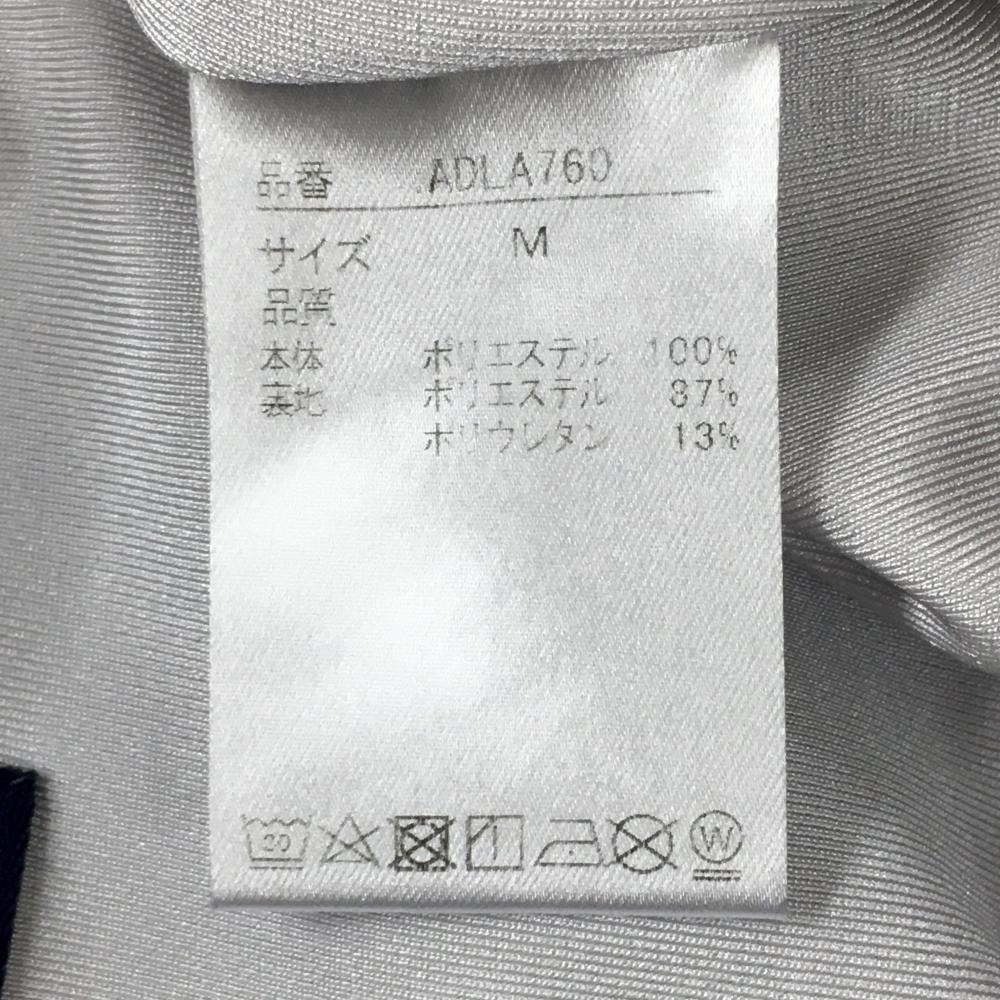 品番 ADLA760
サイズ M
品質
本体 ポリエステル 100%
裏地 ポリエステル 87%
ポリウレタン 13%
W